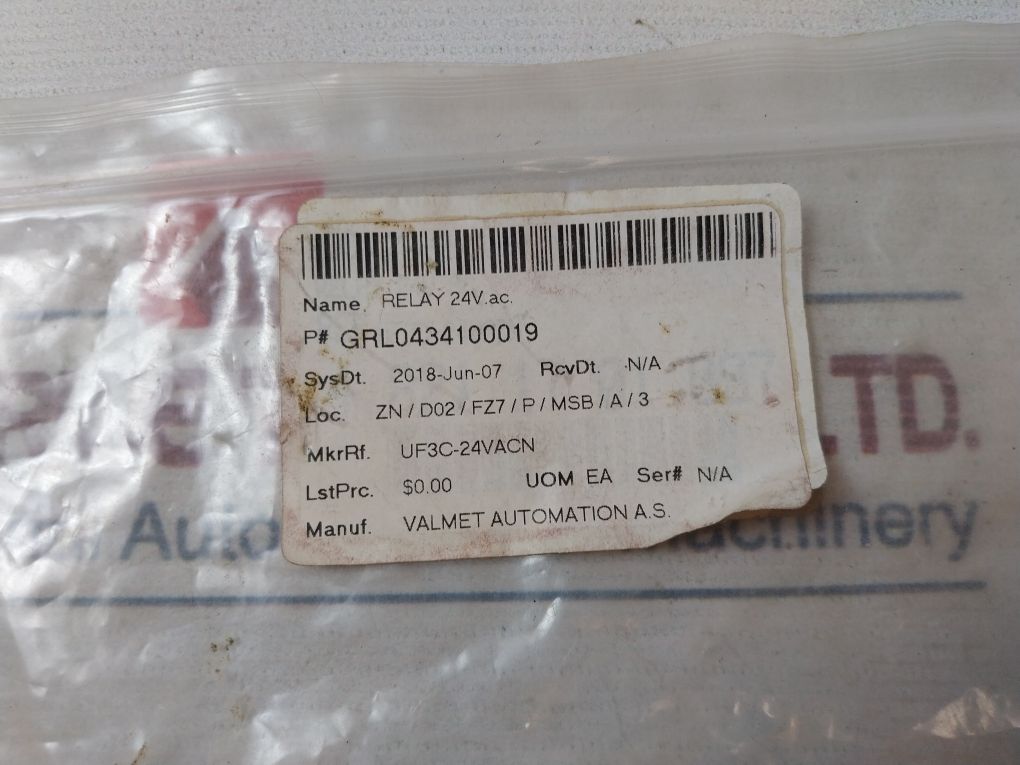 Name. RELAY 24V.ac.
P# GRL0434100019
SysDt. 2018-Jun-07 RcvDt. N/A
Loc. ZN / D02 / FZ7 / P / MSB / A / 3
MkrRf. UF3C-24VACN
LstPrc. $0.00 UOM EA Ser# N/A
Manuf. VALMET AUTOMATION A.S.
LTD.